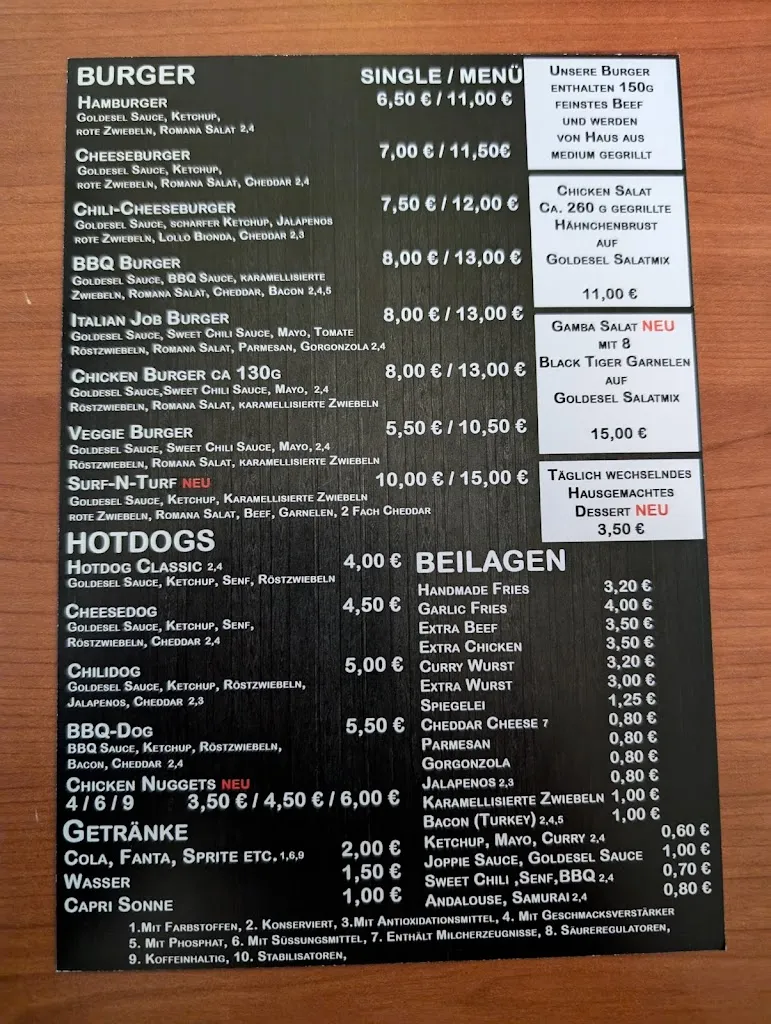 BURGER SINGLE / MENÜ
Hamburger 6,50 € / 11,00 €
Goldesel Sauce, Ketchup,
rote Zwiebeln, Romana Salat 2,4
Cheeseburger 7,00 € / 11,50€
Goldesel Sauce, Ketchup,
rote Zwiebeln, Romana Salat, Cheddar 2,4
Chili-Cheeseburger 7,50 € / 12,00 €
Goldesel Sauce, scharfer Ketchup, Jalapenos
rote Zwiebeln, Lollo Bionda, Cheddar 2,3
BBQ Burger 8,00 € / 13,00 €
Goldesel Sauce, BBQ Sauce, karamellisierte
Zwiebeln, Romana Salat, Cheddar, Bacon 2,4,5
Italian Job Burger 8,00 € / 13,00 €
Goldesel Sauce, Sweet Chili Sauce, Mayo, Tomate
Röstzwiebeln, Romana Salat, Parmesan, Gorgonzola 2,4
Chicken Burger ca 130g 8,00 € / 13,00 €
Goldesel Sauce,Sweet Chili Sauce, Mayo, 2,4
Röstzwiebeln, Romana Salat, karamellisierte Zwiebeln
Veggie Burger 5,50 € / 10,50 €
Goldesel Sauce, Sweet Chili Sauce, Mayo, 2,4
Röstzwiebeln, Romana Salat, karamellisierte Zwiebeln
Surf-N-Turf NEU 10,00 € / 15,00 €
Goldesel Sauce, Ketchup, Karamellisierte Zwiebeln
rote Zwiebeln, Romana Salat, Beef, Garnelen, 2 Fach Cheddar
Unsere Burger
enthalten 150g
feinstes Beef
und werden
von Haus aus
medium gegrillt
Chicken Salat
Ca. 260 g gegrillte
Hähnchenbrust
auf
Goldesel Salatmix
11,00 €
Gamba Salat NEU
mit 8
Black Tiger Garnelen
auf
Goldesel Salatmix
15,00 €
Täglich wechselndes
Hausgemachtes
Dessert NEU
3,50 €
HOTDOGS
Hotdog Classic 2,4 4,00 €
Goldesel Sauce, Ketchup, Senf, Röstzwiebeln
Cheesedog 4,50 €
Goldesel Sauce, Ketchup, Senf,
Röstzwiebeln, Cheddar 2,4
Chilidog 5,00 €
Goldesel Sauce, Ketchup, Röstzwiebeln,
Jalapenos, Cheddar 2,3
BBQ-Dog 5,50 €
BBQ Sauce, Ketchup, Röstzwiebeln,
Bacon, Cheddar 2,4
Chicken Nuggets NEU
4 / 6 / 9 3,50 € / 4,50 € / 6,00 €
Getränke
Cola, Fanta, Sprite etc. 1,6,9 2,00 €
Wasser 1,50 €
Capri Sonne 1,00 €
BEILAGEN
Handmade Fries 3,20 €
Garlic Fries 4,00 €
Extra Beef 3,50 €
Extra Chicken 3,50 €
Curry Wurst 3,20 €
Extra Wurst 3,00 €
Spiegelei 1,25 €
Cheddar Cheese 7 0,80 €
Parmesan 0,80 €
Gorgonzola 0,80 €
Jalapenos 2,3 0,80 €
Karamellisierte Zwiebeln 1,00 €
Bacon (Turkey) 2,4,5 1,00 €
Ketchup, Mayo, Curry 2,4 0,60 €
Joppie Sauce, Goldesel Sauce 1,00 €
Sweet Chili ,Senf,BBQ 2,4 0,70 €
Andalouse, Samurai 2,4 0,80 €
1.Mit Farbstoffen, 2. Konserviert, 3.Mit Antioxidationsmittel, 4. Mit Geschmacksverstärker
5. Mit Phosphat, 6. Mit Süssungsmittel, 7. Enthält Milcherzeugnisse, 8. Säureregulatoren,
9. Koffeinhaltig, 10. Stabilisatoren,